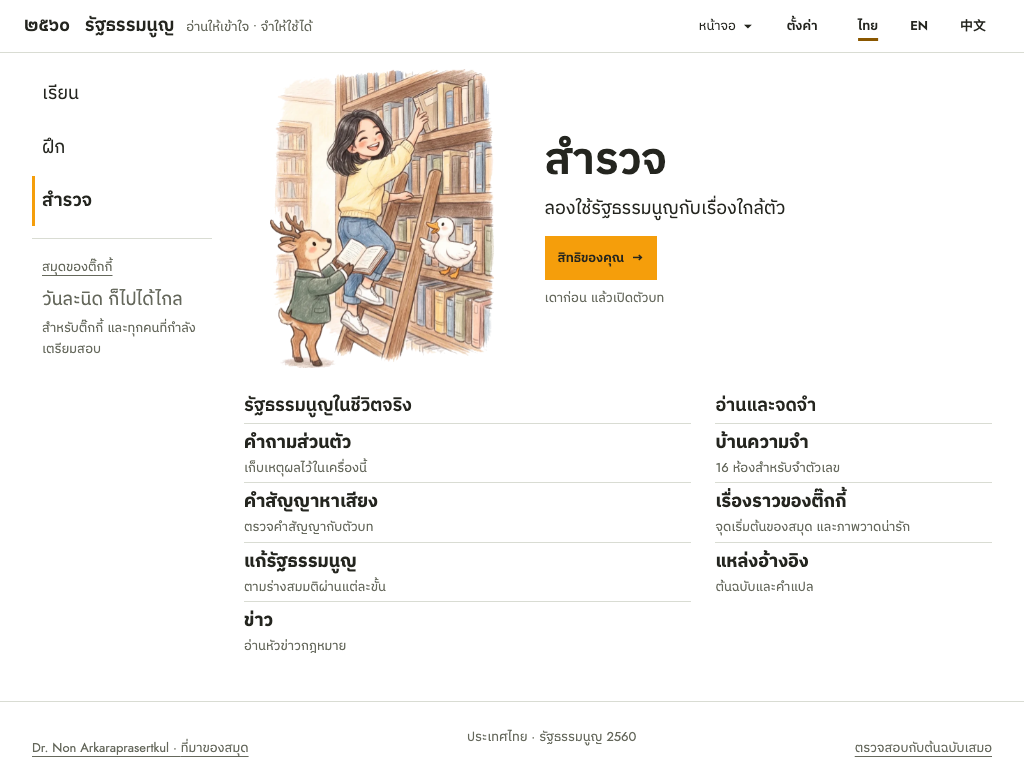 ๒๕๖๐ รัฐธรรมนูญ อ่านให้เข้าใจ · จำให้ใช้ได้
หน้าจอ ตั้งค่า ไทย EN 中文
เรียน
ฝึก
สำรวจ
สมุดของติ๊กกี้
วันละนิด ก็ไปได้ไกล
สำหรับติ๊กกี้ และทุกคนที่กำลัง
เตรียมสอบ
สำรวจ
ลองใช้รัฐธรรมนูญกับเรื่องใกล้ตัว
สิทธิของคุณ →
เดาก่อน แล้วเปิดตัวบท
รัฐธรรมนูญในชีวิตจริง
คำถามส่วนตัว
เก็บเหตุผลไว้ในเครื่องนี้
คำสัญญาหาเสียง
ตรวจคำสัญญากับตัวบท
แก้รัฐธรรมนูญ
ตามร่างสมมติผ่านแต่ละขั้น
ข่าว
อ่านหัวข่าวกฎหมาย
อ่านและจดจำ
บ้านความจำ
16 ห้องสำหรับจำตัวเลข
เรื่องราวของติ๊กกี้
จุดเริ่มต้นของสมุด และภาพวาดน่ารัก
แหล่งอ้างอิง
ต้นฉบับและคำแปล
Dr. Non Arkaraprasertkul · ที่มาของสมุด
ประเทศไทย · รัฐธรรมนูญ 2560
ตรวจสอบกับต้นฉบับเสมอ